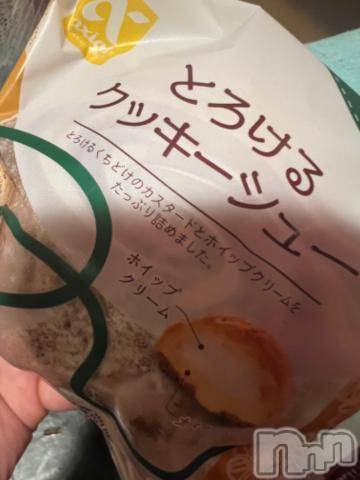 とろける
クッキーシュー
とろけるくちどけのカスタードとホイップクリームを
たっぷり詰めました。
ホイップ
クリーム